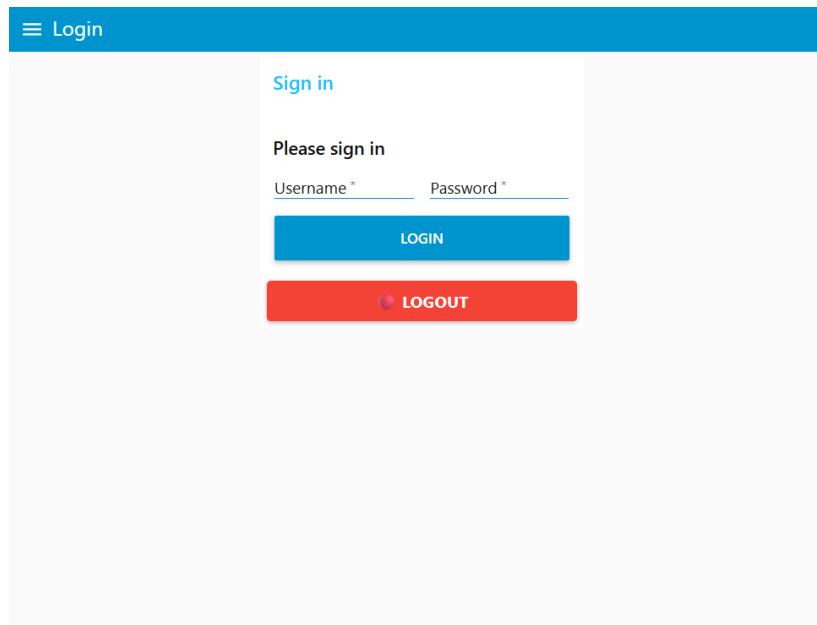 Login
Sign in
Please sign in
Username * Password *
LOGIN
LOGOUT